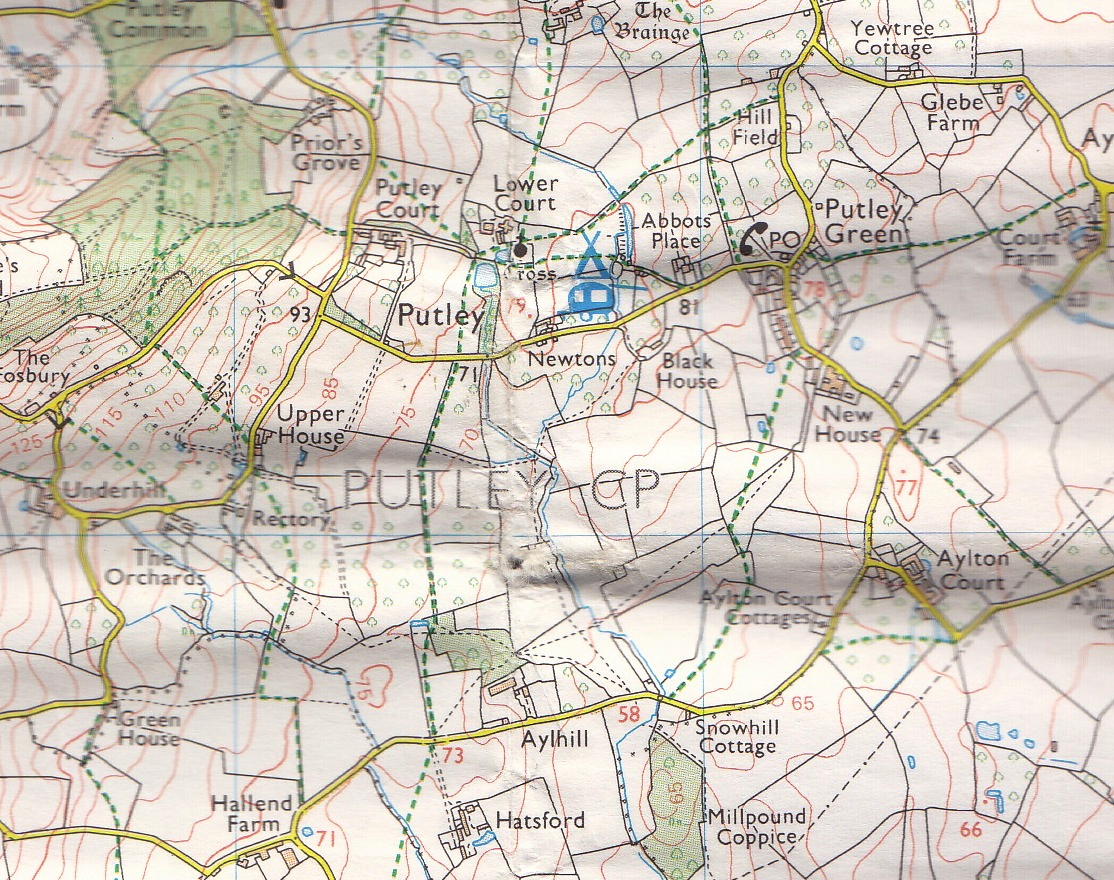 Putley
Common
The
Brainge
Yewtree
Cottage
Glebe
Farm
Hill
Field
Prior's
Grove
Putley
Court
Lower
Court
Abbots
Place
PO
Putley
Green
Court
Farm
ross
79
78
93
Putley
81
Newtons
Black
House
The
71
95
85
75
110
115
125
70
Upper
House
New
House
74
77
Underhill
PUTLEY CP
Rectory
The
Orchards
Aylton
Court
Aylton Court
Cottages
75
Green
House
58
65
Snowhill
Cottage
Aylhill
73
65
Hallend
Farm
71
Hatsford
Millpound
Coppice
66